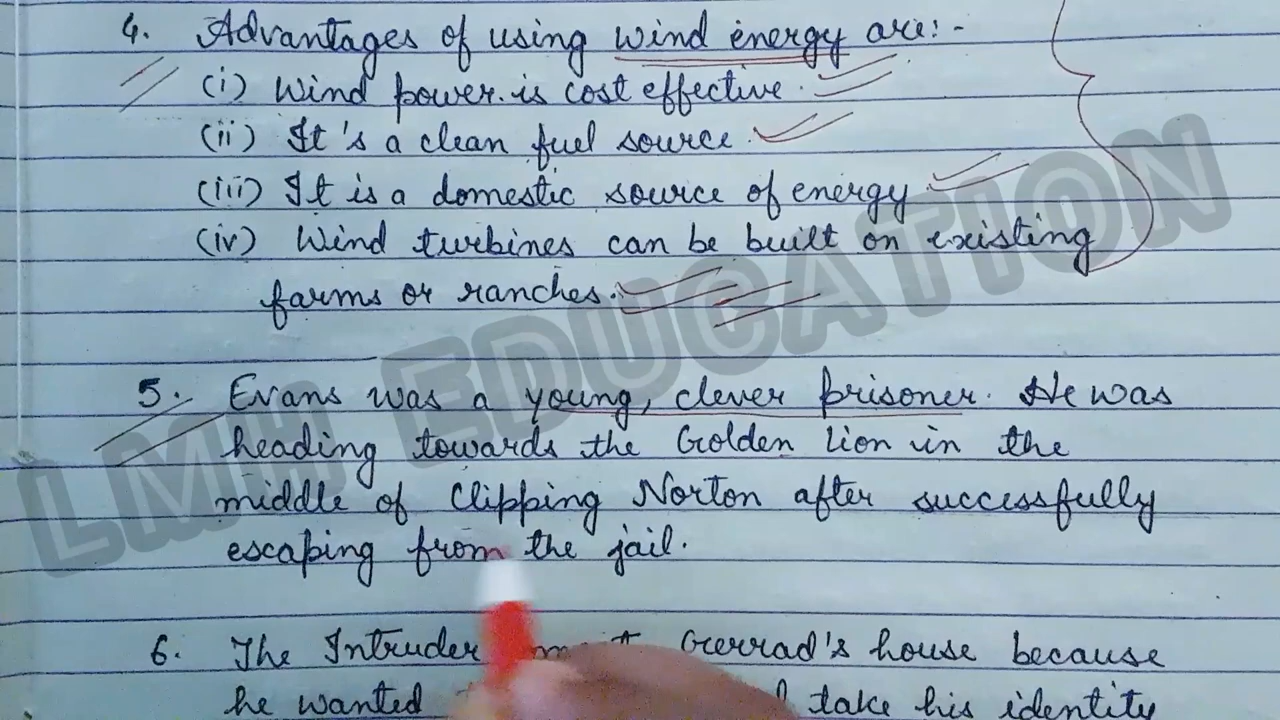 4. Advantages of using wind energy are:-
(i) Wind power is cost effective.
(ii) It's a clean fuel source.
(iii) It is a domestic source of energy
(iv) Wind turbines can be built on existing
farms or ranches.
5. Evans was a young, clever prisoner. He was
heading towards the Golden Lion in the
middle of Clipping Norton after successfully
escaping from the jail.
6. The Intruder Gerrad's house because
he wanted take his identity
LMH EDUCATION